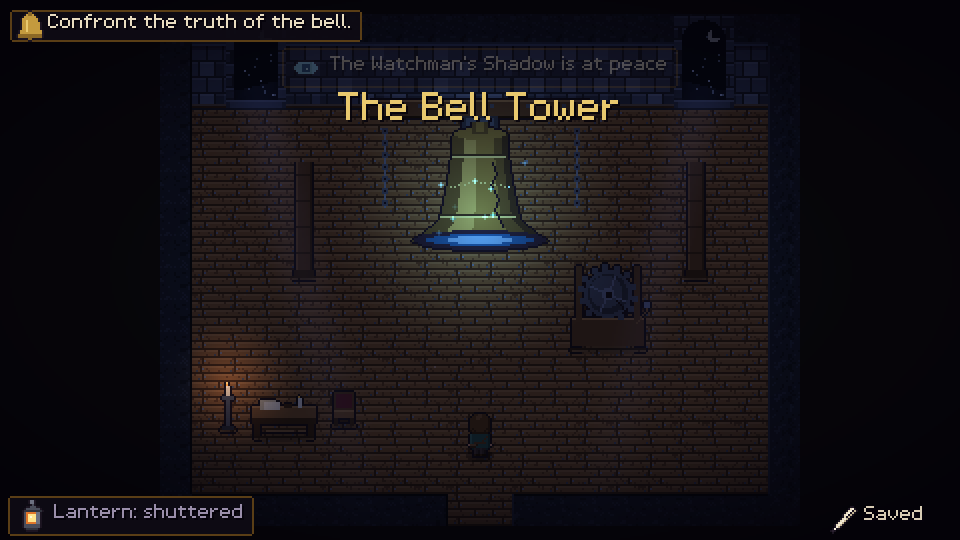 Confront the truth of the bell.
The Watchman's Shadow is at peace
The Bell Tower
Lantern: shuttered
Saved